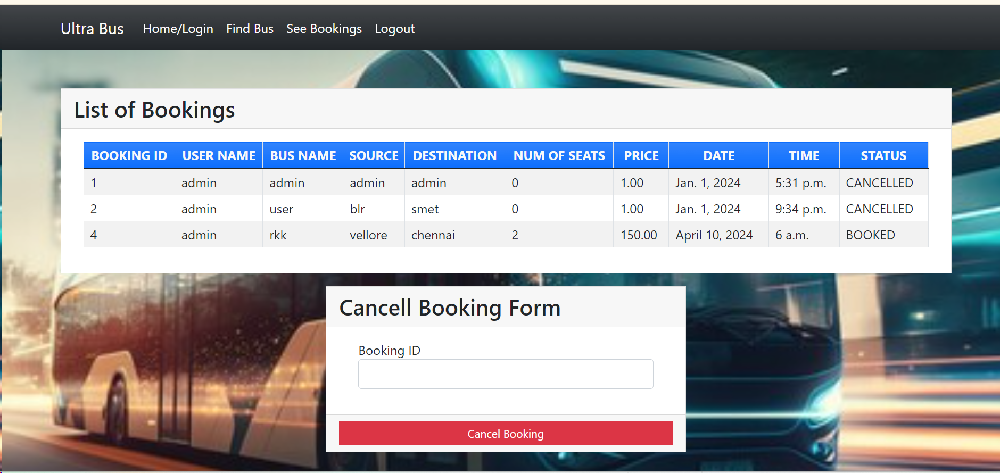 Ultra Bus Home/Login Find Bus See Bookings Logout
List of Bookings
BOOKING ID USER NAME BUS NAME SOURCE DESTINATION NUM OF SEATS PRICE DATE TIME STATUS
1 admin admin admin admin 0 1.00 Jan. 1, 2024 5:31 p.m. CANCELLED
2 admin user blr smet 0 1.00 Jan. 1, 2024 9:34 p.m. CANCELLED
4 admin rkk vellore chennai 2 150.00 April 10, 2024 6 a.m. BOOKED
Cancell Booking Form
Booking ID
Cancel Booking